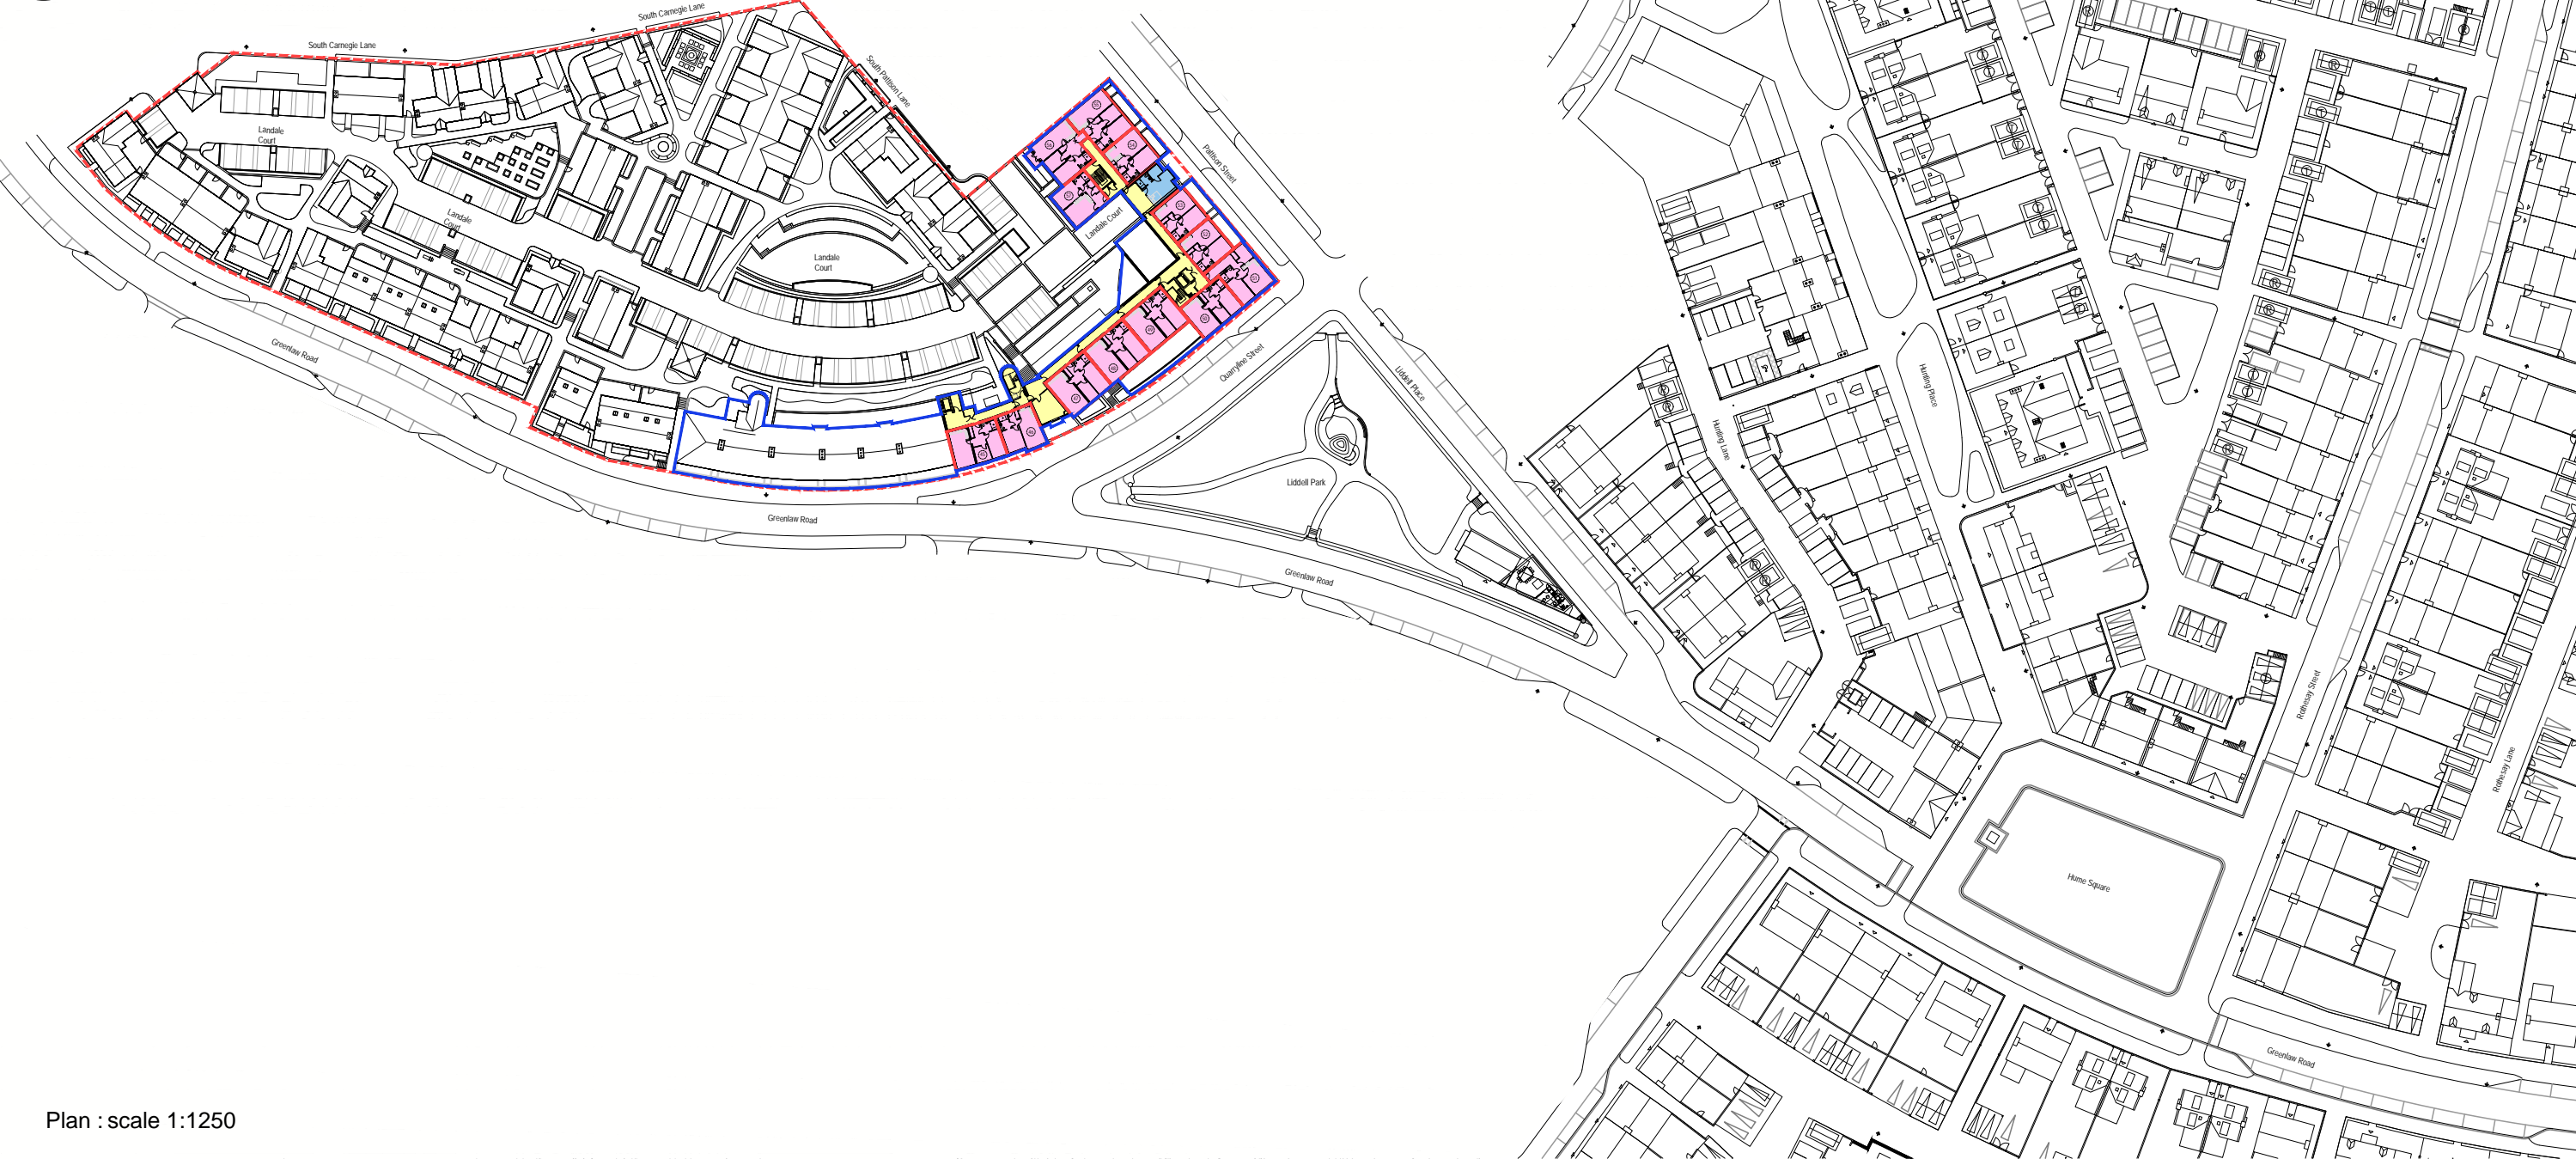 South Carnegie Lane
South Carnegie Lane
South Pattison Lane
Landale
Court
Pattison Street
Landale
Court
Landale Court
Landale
Court
Greenlaw Road
Quarryline Street
Liddell Place
Hunting Place
Hunting Lane
Liddell Park
Greenlaw Road
Greenlaw Road
Rothesay Street
Rothesay Lane
Hume Square
Greenlaw Road
Plan : scale 1:1250